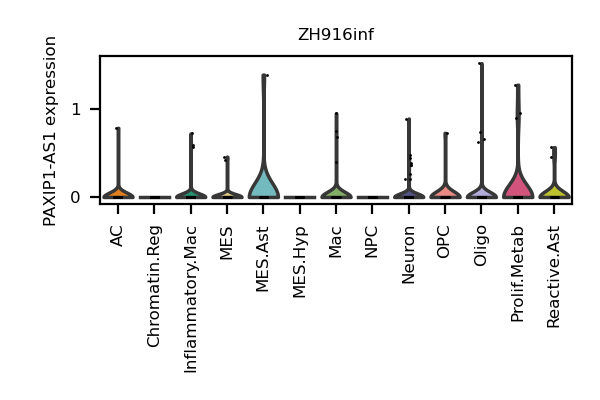 ZH916inf
PAXIP1-AS1 expression
1
0
AC
Chromatin.Reg
Inflammatory.Mac
MES
MES.Ast
MES.Hyp
Mac
NPC
Neuron
OPC
Oligo
Prolif.Metab
Reactive.Ast